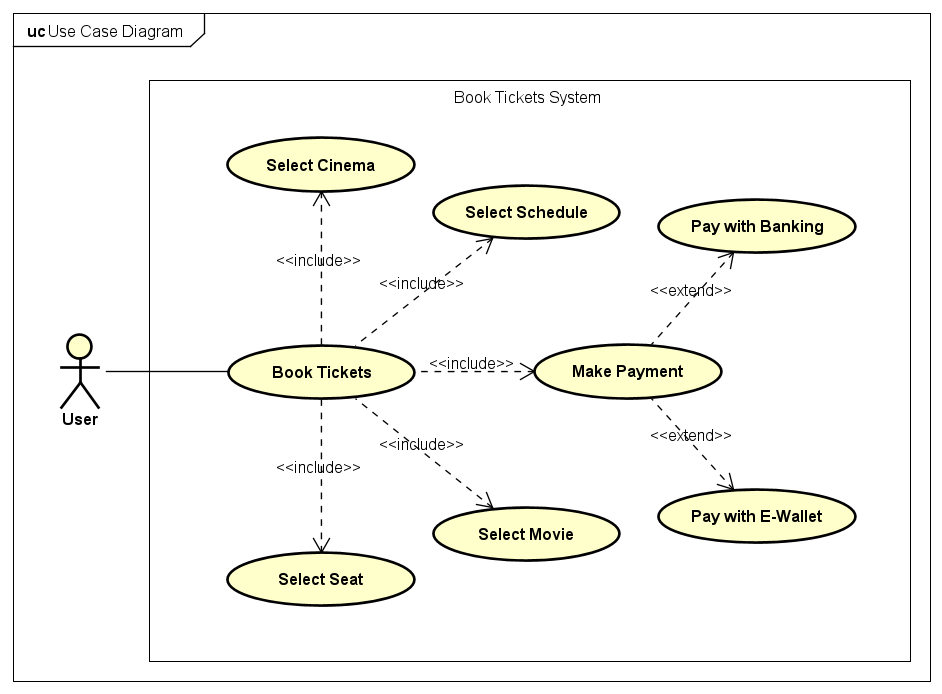 uc Use Case Diagram
Book Tickets System
Select Cinema
Select Schedule
Pay with Banking
<<include>>
<<include>>
<<extend>>
Book Tickets
<<include>>
Make Payment
User
<<include>>
<<include>>
<<extend>>
Select Seat
Select Movie
Pay with E-Wallet